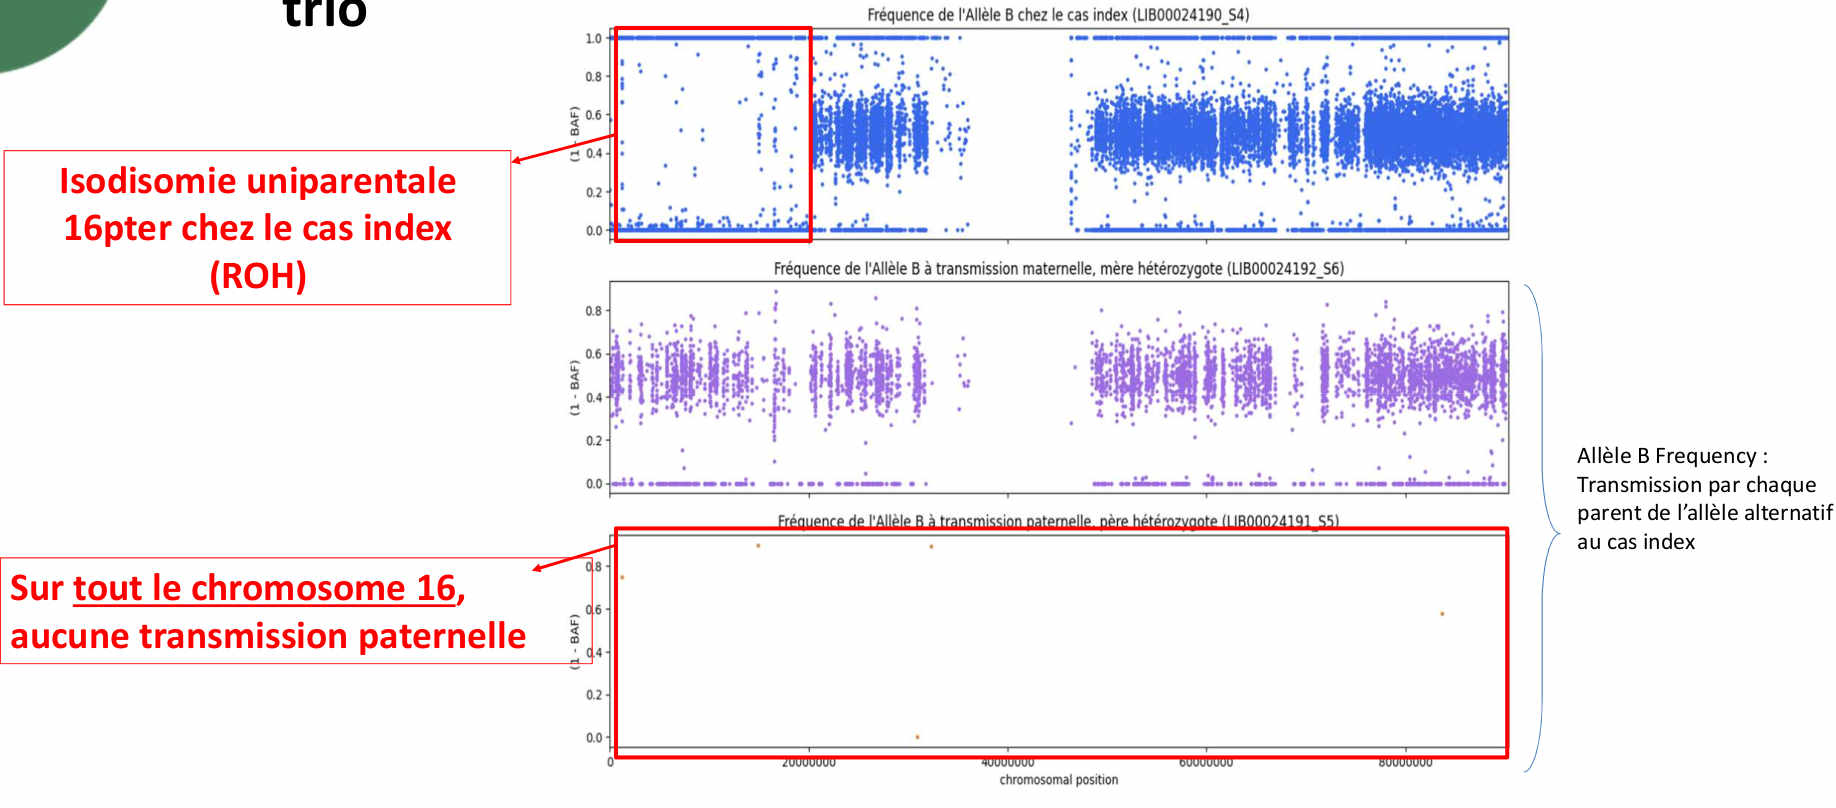 trio
Fréquence de l'Allèle B chez le cas index (LIB00024190_S4)
1.0
0.8
0.6
0.4
0.2
0.0
(1 - BAF)
Isodisomie uniparentale
16pter chez le cas index
(ROH)
Fréquence de l'Allèle B à transmission maternelle, mère hétérozygote (LIB00024192_S6)
0.8
0.6
0.4
0.2
0.0
(1 - BAF)
Allèle B Frequency :
Transmission par chaque
parent de l’allèle alternatif
au cas index
Fréquence de l'Allèle B à transmission paternelle, père hétérozygote (LIB00024191_S5)
0.8
0.6
0.4
0.2
0.0
(1 - BAF)
Sur tout le chromosome 16,
aucune transmission paternelle
0 20000000 40000000 60000000 80000000
chromosomal position